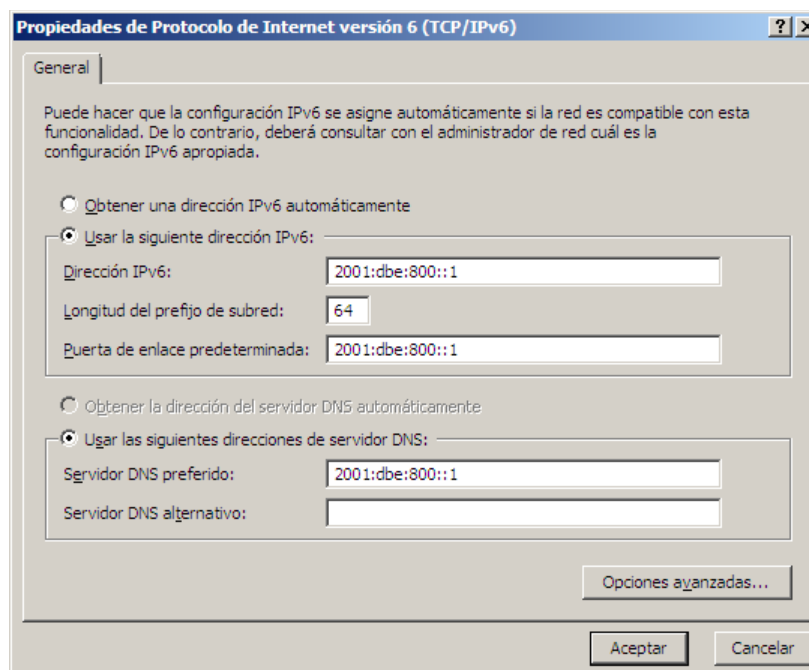 Propiedades de Protocolo de Internet versión 6 (TCP/IPv6)
General
Puede hacer que la configuración IPv6 se asigne automáticamente si la red es compatible con esta
funcionalidad. De lo contrario, deberá consultar con el administrador de red cuál es la
configuración IPv6 apropiada.
Obtener una dirección IPv6 automáticamente
Usar la siguiente dirección IPv6:
Dirección IPv6: 2001:dbe:800::1
Longitud del prefijo de subred: 64
Puerta de enlace predeterminada: 2001:dbe:800::1
Obtener la dirección del servidor DNS automáticamente
Usar las siguientes direcciones de servidor DNS:
Servidor DNS preferido: 2001:dbe:800::1
Servidor DNS alternativo:
Opciones avanzadas...
Aceptar Cancelar